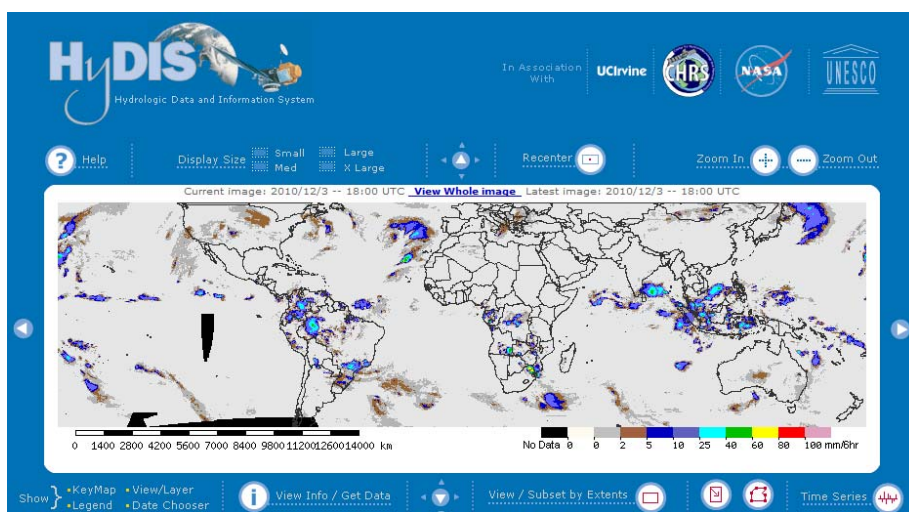 HyDIS
Hydrologic Data and Information System
In Association
With
UCIrvine
CHRS
NASA
UNESCO
? Help
Display Size
Small
Large
Med
X Large
Recenter
Zoom In
Zoom Out
Current image: 2010/12/3 -- 18:00 UTC View Whole image Latest image: 2010/12/3 -- 18:00 UTC
0 1400 2800 4200 5600 7000 8400 9800 11200 12600 14000 km
No Data 0 0 2 5 10 25 40 60 80 100 mm/6hr
Show } •KeyMap •View/Layer
•Legend •Date Chooser
i View Info / Get Data
View / Subset by Extents
Time Series